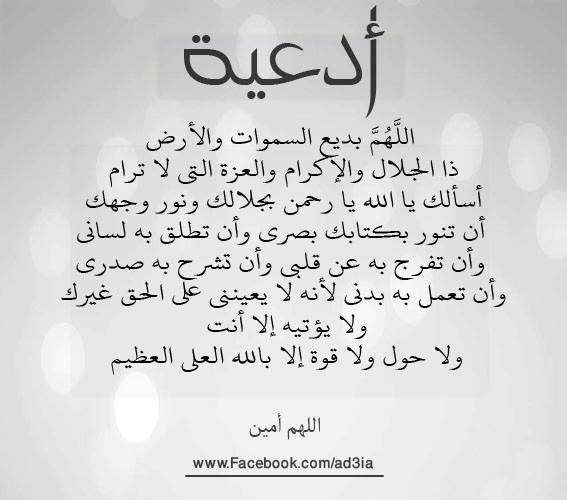 أدعية
اللَّهُمَّ بديع السموات والأرض
ذا الجلال والإكرام والعزة التى لا ترام
أسألك يا الله يا رحمن بجلالك ونور وجهك
أن تنور بكتابك بصرى وأن تطلق به لسانى
وأن تفرج به عن قلبى وأن تشرح به صدرى
وأن تعمل به بدنى لأنه لا يعيننى على الحق غيرك
ولا يؤتيه إلا أنت
ولا حول ولا قوة إلا بالله العلى العظيم
اللهم أمين
www.Facebook.com/ad3ia